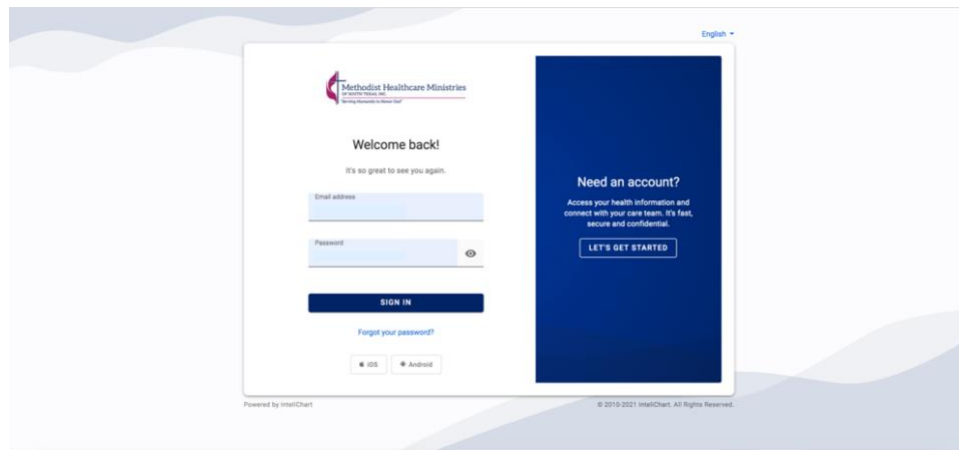 English
Methodist Healthcare Ministries
OF SOUTH TEXAS, INC.
"Serving Humanity to Honor God"
Welcome back!
It's so great to see you again.
Email address
Password
SIGN IN
Forgot your password?
iOS
Android
Need an account?
Access your health information and
connect with your care team. It's fast,
secure and confidential.
LET'S GET STARTED
Powered by IntelliChart
© 2010-2021 IntelliChart. All Rights Reserved.